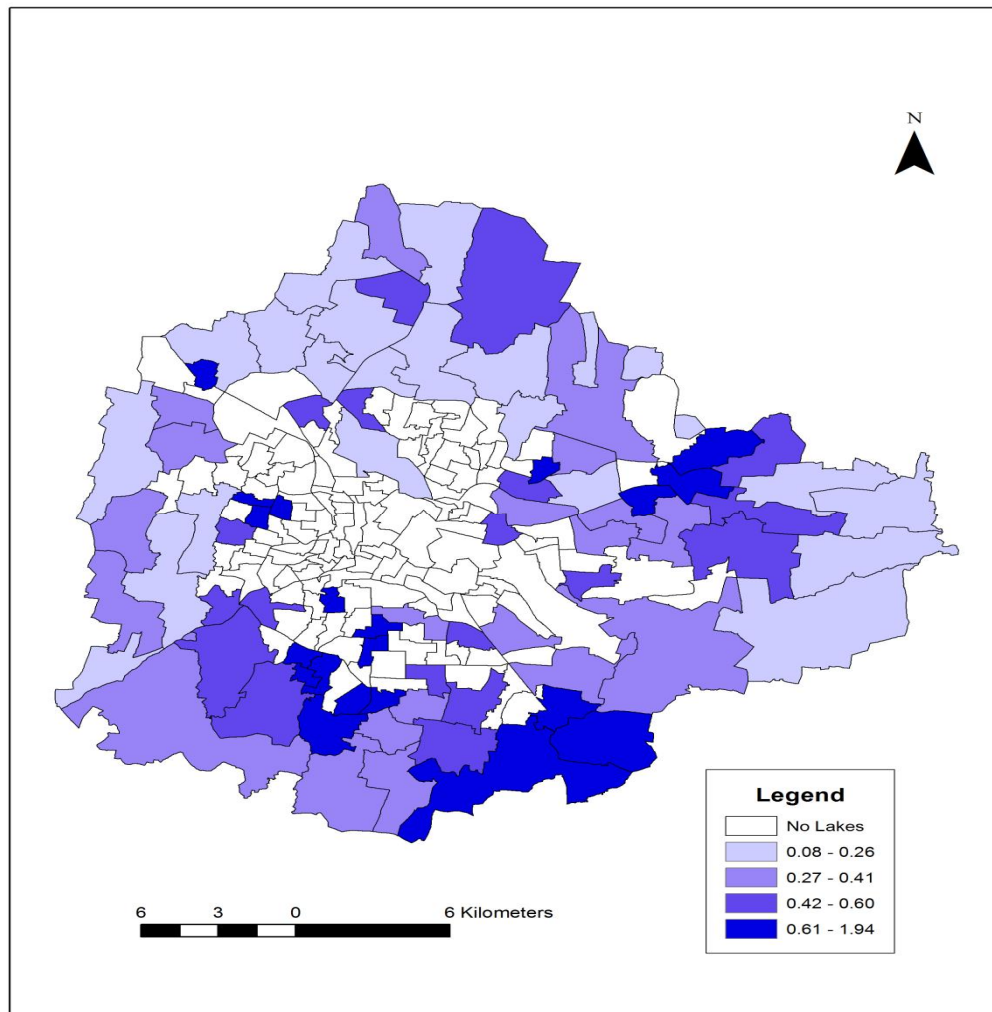 N
Legend
No Lakes
0.08 - 0.26
0.27 - 0.41
0.42 - 0.60
0.61 - 1.94
6 3 0 6 Kilometers